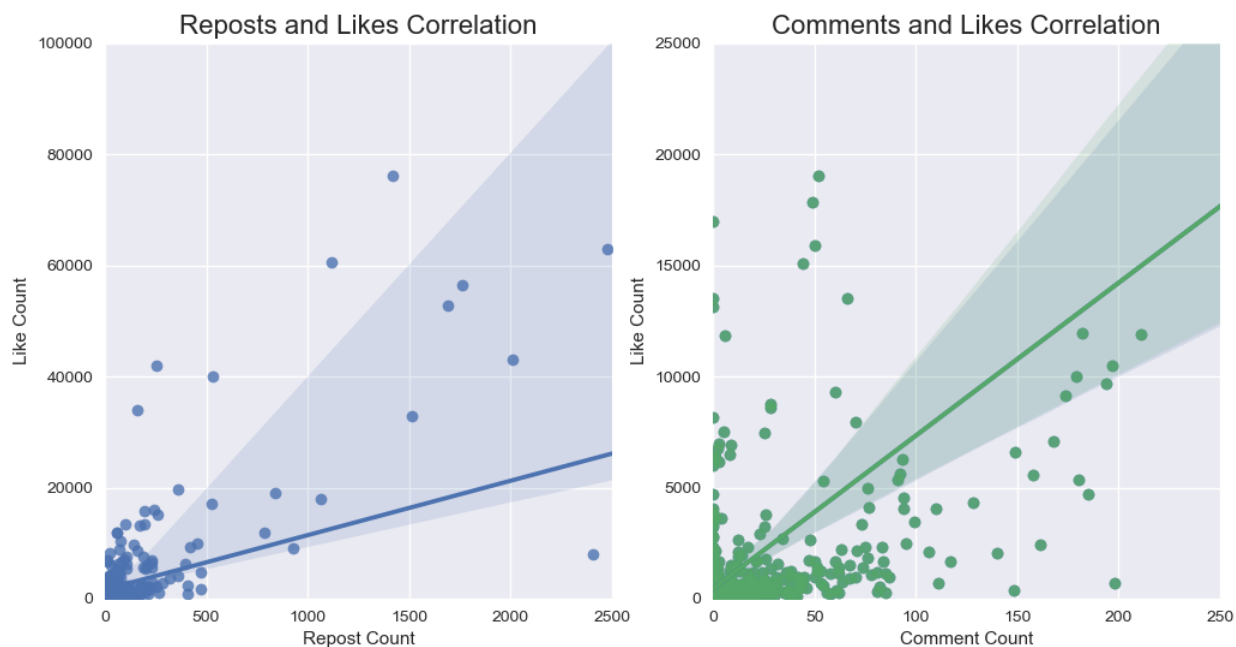 Reposts and Likes Correlation
100000
80000
60000
40000
20000
0
Like Count
0 500 1000 1500 2000 2500
Repost Count
Comments and Likes Correlation
25000
20000
15000
10000
5000
0
Like Count
0 50 100 150 200 250
Comment Count